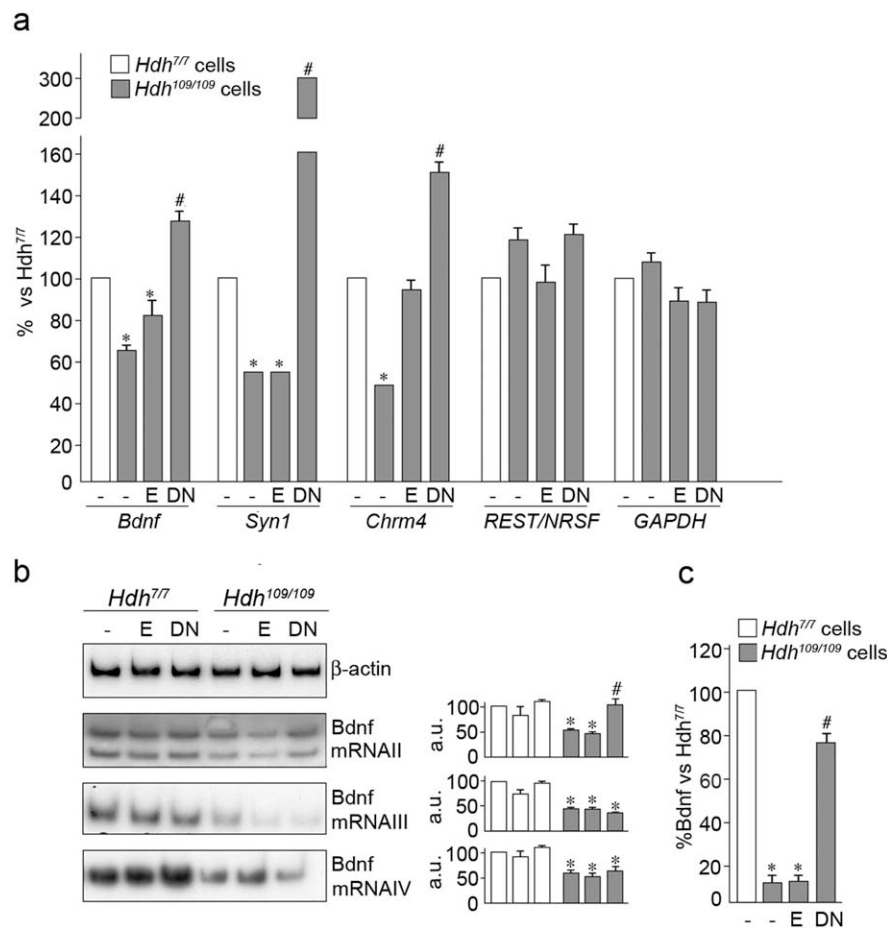 a
Hdh7/7 cells
Hdh109/109 cells
% vs Hdh7/7
300
200
160
140
120
100
80
60
40
20
0
#
* * #
* *
* #
- - E DN - - E DN - - E DN - - E DN - - E DN
Bdnf Syn1 Chrm4 REST/NRSF GAPDH
b
Hdh7/7 Hdh109/109
- E DN - E DN
β-actin
Bdnf
mRNAII
Bdnf
mRNAIII
Bdnf
mRNAIV
a.u.
100
50
0
* * #
a.u.
100
50
0
* * *
a.u.
100
50
0
* * *
c
Hdh7/7 cells
Hdh109/109 cells
%Bdnf vs Hdh7/7
120
100
80
60
40
20
0
* * #
- - E DN